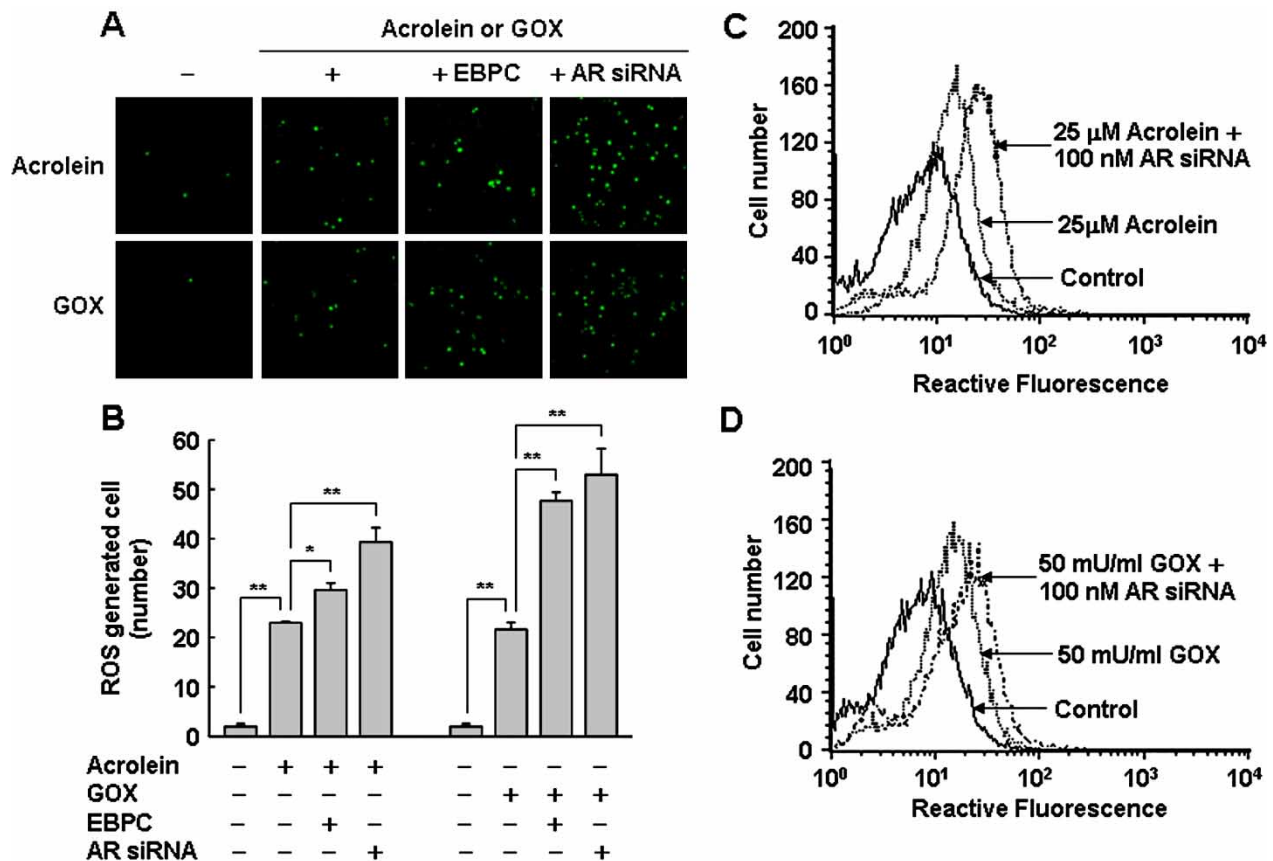 A
Acrolein or GOX
– + + EBPC + AR siRNA
Acrolein
GOX
B
ROS generated cell
(number)
60
50
40
30
20
10
0
** ** * ** ** **
Acrolein – + + + – – – –
GOX – – – – – + + +
EBPC – – + – – – + –
AR siRNA – – – + – – – +
C
Cell number
200
160
120
80
40
0
25 µM Acrolein +
100 nM AR siRNA
25µM Acrolein
Control
10⁰ 10¹ 10² 10³ 10⁴
Reactive Fluorescence
D
Cell number
200
160
120
80
40
0
50 mU/ml GOX +
100 nM AR siRNA
50 mU/ml GOX
Control
10⁰ 10¹ 10² 10³ 10⁴
Reactive Fluorescence